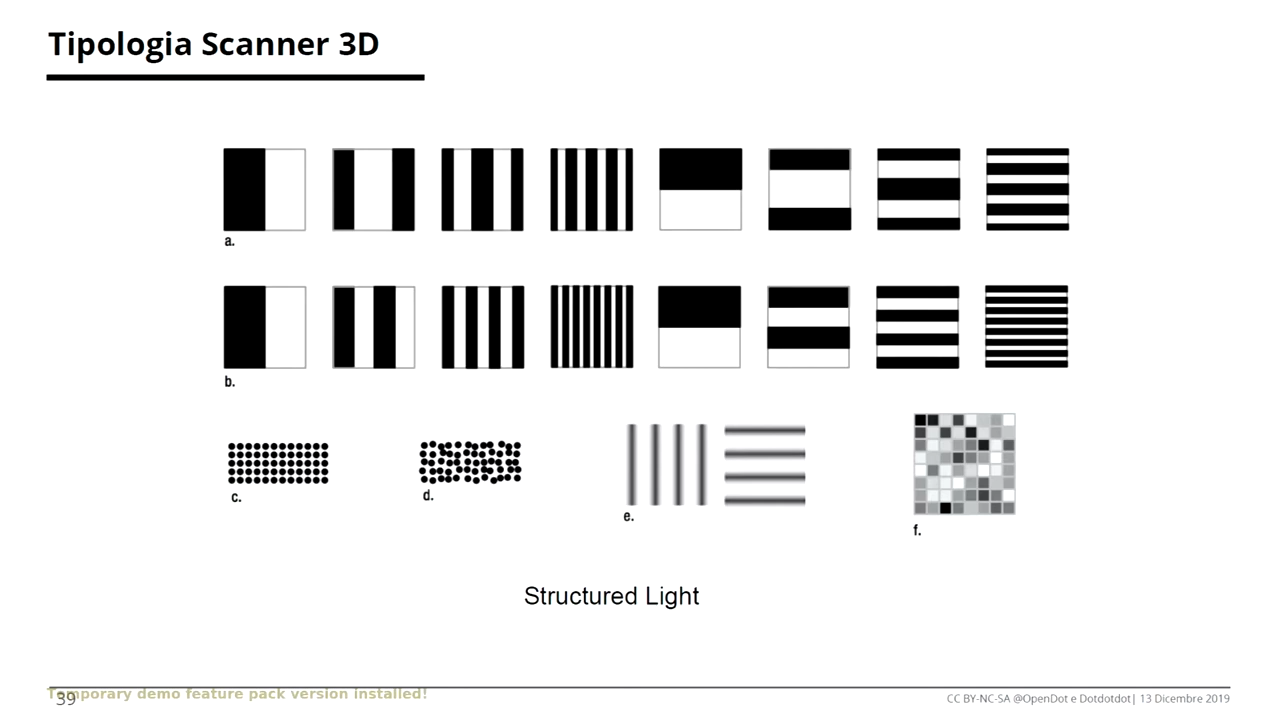 Tipologia Scanner 3D
a.
b.
c.
d.
e.
f.
Structured Light
Temporary demo feature pack version installed!
39
CC BY-NC-SA @OpenDot e Dotdotdot| 13 Dicembre 2019